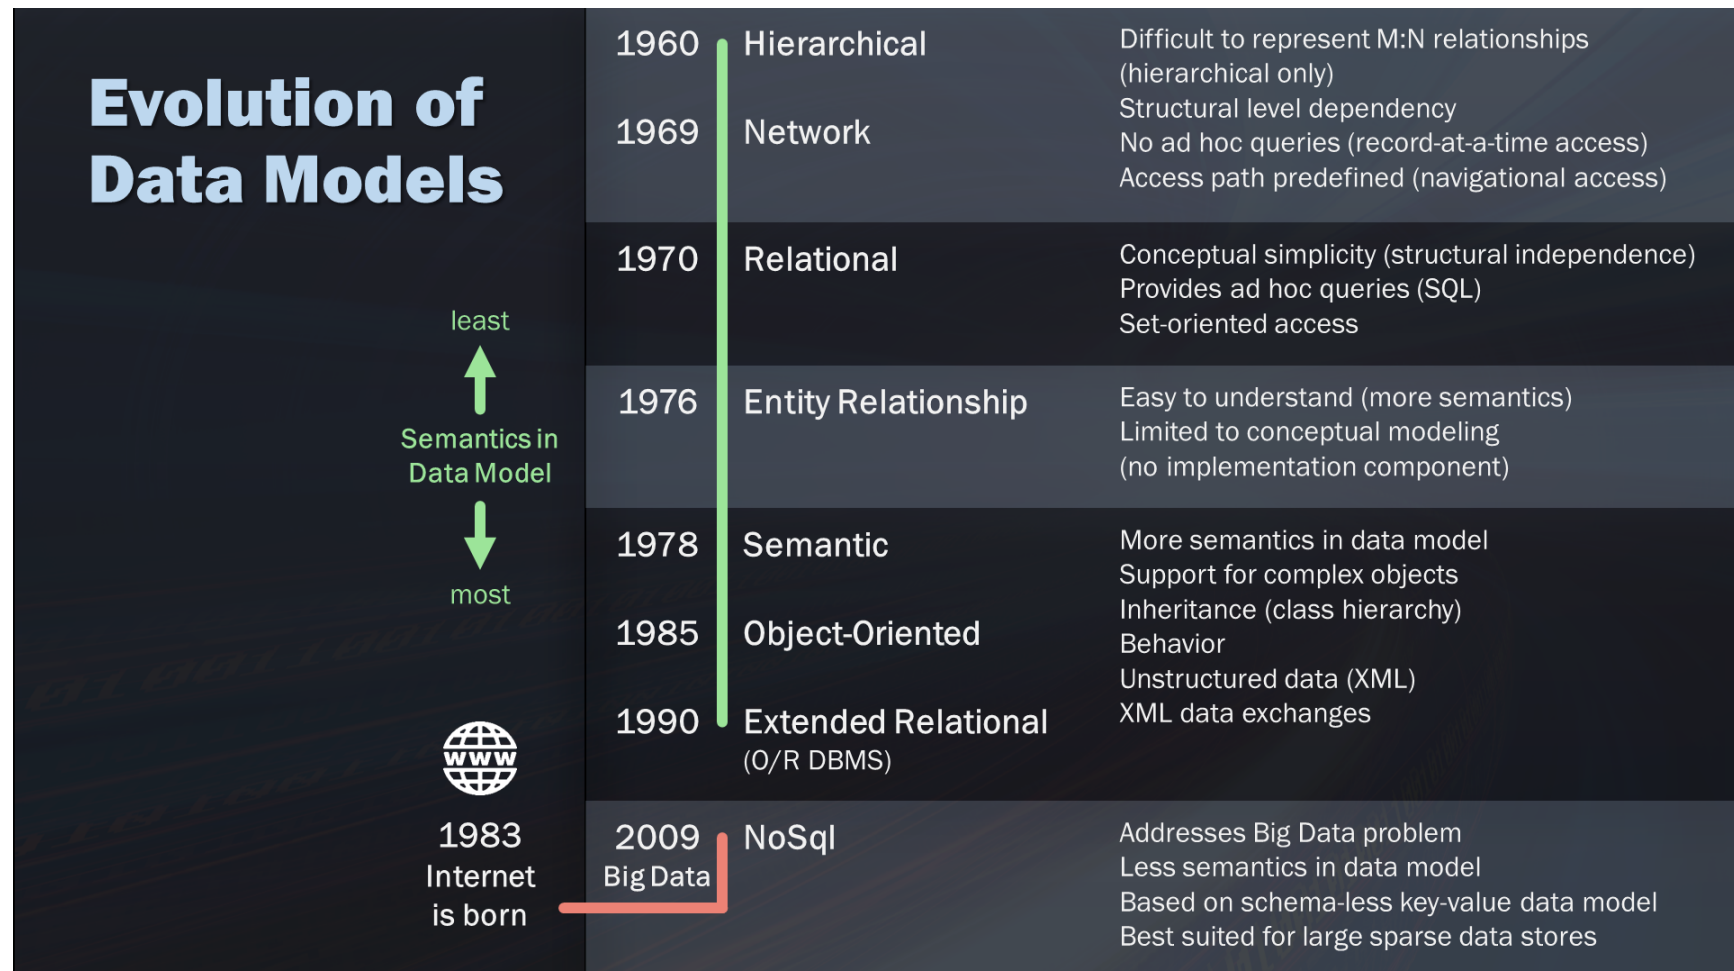 Evolution of
Data Models
least
Semantics in
Data Model
most
WWW
1983
Internet
is born
1960 Hierarchical
1969 Network
Difficult to represent M:N relationships
(hierarchical only)
Structural level dependency
No ad hoc queries (record-at-a-time access)
Access path predefined (navigational access)
1970 Relational
Conceptual simplicity (structural independence)
Provides ad hoc queries (SQL)
Set-oriented access
1976 Entity Relationship
Easy to understand (more semantics)
Limited to conceptual modeling
(no implementation component)
1978 Semantic
1985 Object-Oriented
1990 Extended Relational
(O/R DBMS)
More semantics in data model
Support for complex objects
Inheritance (class hierarchy)
Behavior
Unstructured data (XML)
XML data exchanges
2009 NoSql
Big Data
Addresses Big Data problem
Less semantics in data model
Based on schema-less key-value data model
Best suited for large sparse data stores